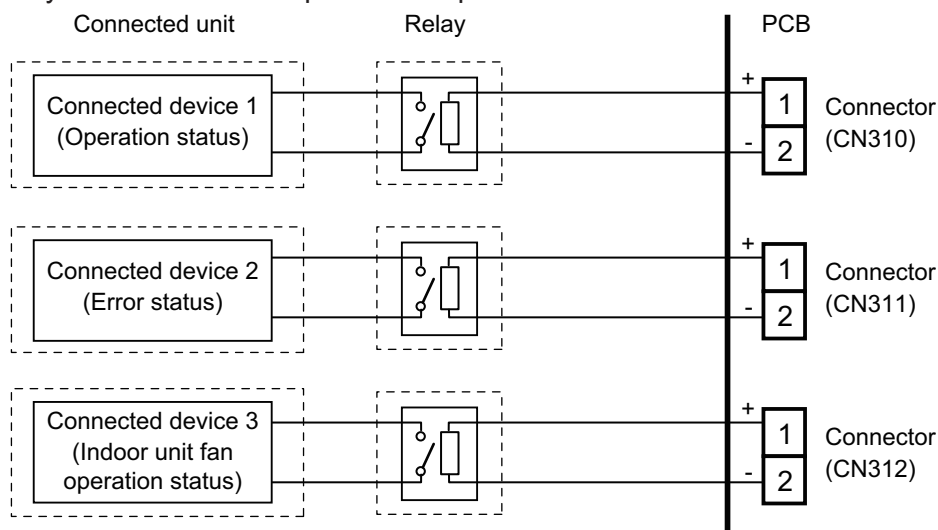 Connected unit Relay PCB
Connected device 1
(Operation status)
+
1
-
2
Connector
(CN310)
Connected device 2
(Error status)
+
1
-
2
Connector
(CN311)
Connected device 3
(Indoor unit fan
operation status)
+
1
-
2
Connector
(CN312)